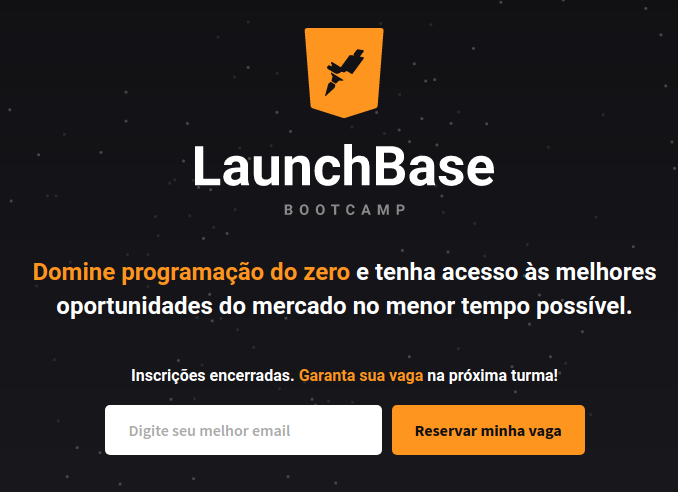 LaunchBase
BOOTCAMP
Domine programação do zero e tenha acesso às melhores
oportunidades do mercado no menor tempo possível.
Inscrições encerradas. Garanta sua vaga na próxima turma!
Digite seu melhor email
Reservar minha vaga